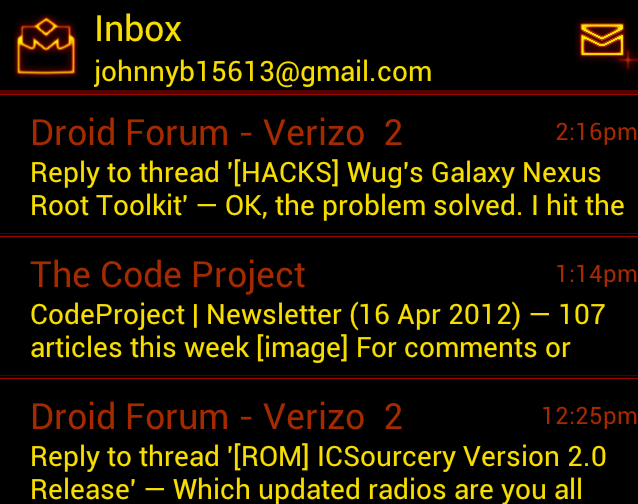 Inbox
johnnyb15613@gmail.com
Droid Forum - Verizo 2 2:16pm
Reply to thread '[HACKS] Wug's Galaxy Nexus
Root Toolkit' — OK, the problem solved. I hit the
The Code Project 1:14pm
CodeProject | Newsletter (16 Apr 2012) — 107
articles this week [image] For comments or
Droid Forum - Verizo 2 12:25pm
Reply to thread '[ROM] ICSourcery Version 2.0
Release' — Which updated radios are you all